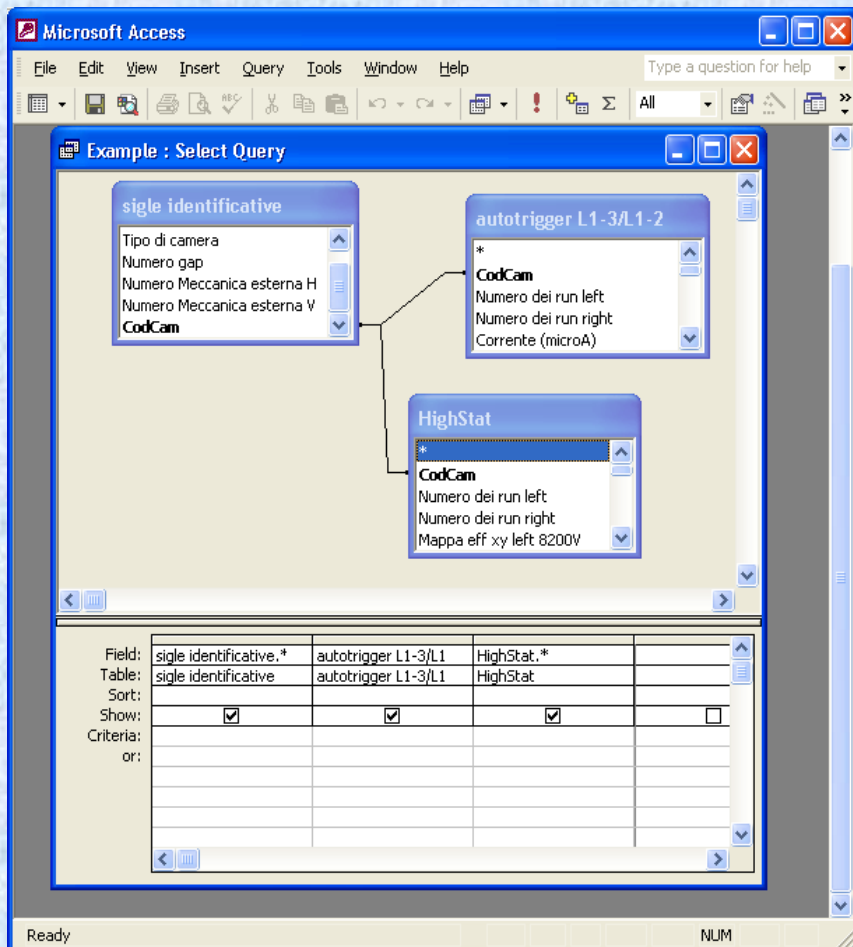 Microsoft Access
File Edit View Insert Query Tools Window Help Type a question for help
ABC Σ All
Example : Select Query
sigle identificative
Tipo di camera
Numero gap
Numero Meccanica esterna H
Numero Meccanica esterna V
CodCam
autotrigger L1-3/L1-2
*
CodCam
Numero dei run left
Numero dei run right
Corrente (microA)
HighStat
*
CodCam
Numero dei run left
Numero dei run right
Mappa eff xy left 8200V
Field: sigle identificative.* autotrigger L1-3/L1 HighStat.*
Table: sigle identificative autotrigger L1-3/L1 HighStat
Sort:
Show:
Criteria:
or:
Ready NUM